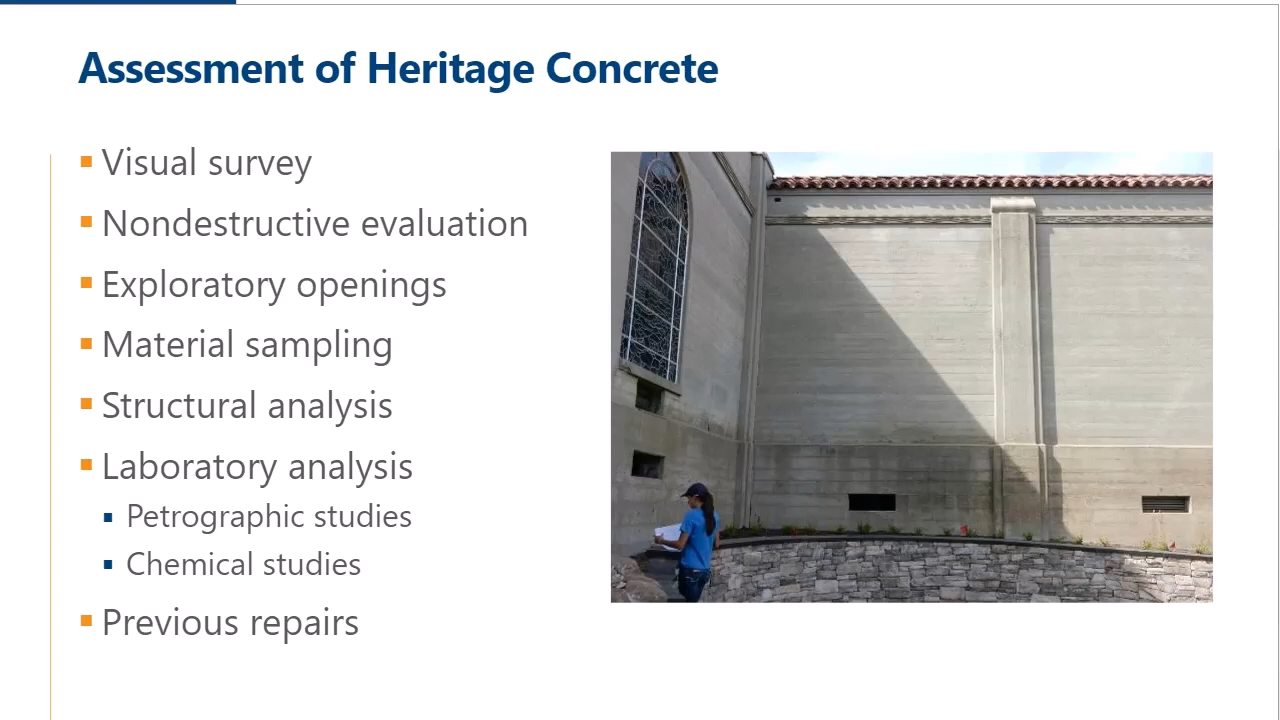 Assessment of Heritage Concrete
Visual survey
Nondestructive evaluation
Exploratory openings
Material sampling
Structural analysis
Laboratory analysis
Petrographic studies
Chemical studies
Previous repairs